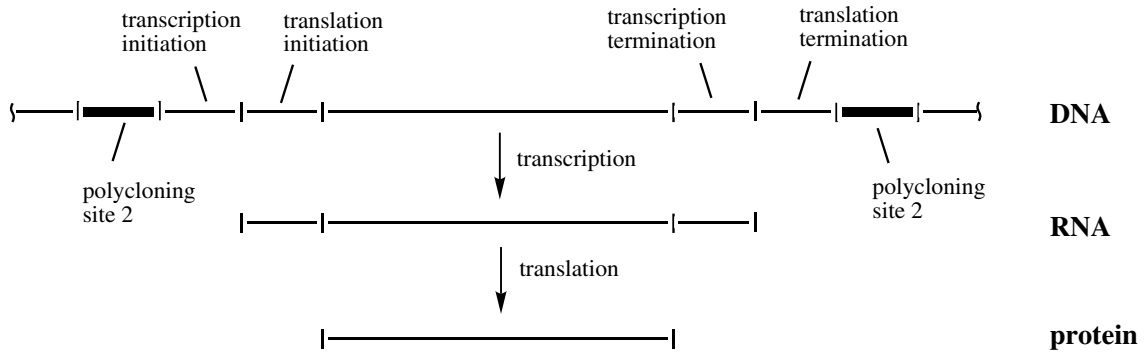 transcription
initiation
translation
initiation
transcription
termination
translation
termination
DNA
polycloning
site 2
transcription
polycloning
site 2
RNA
translation
protein